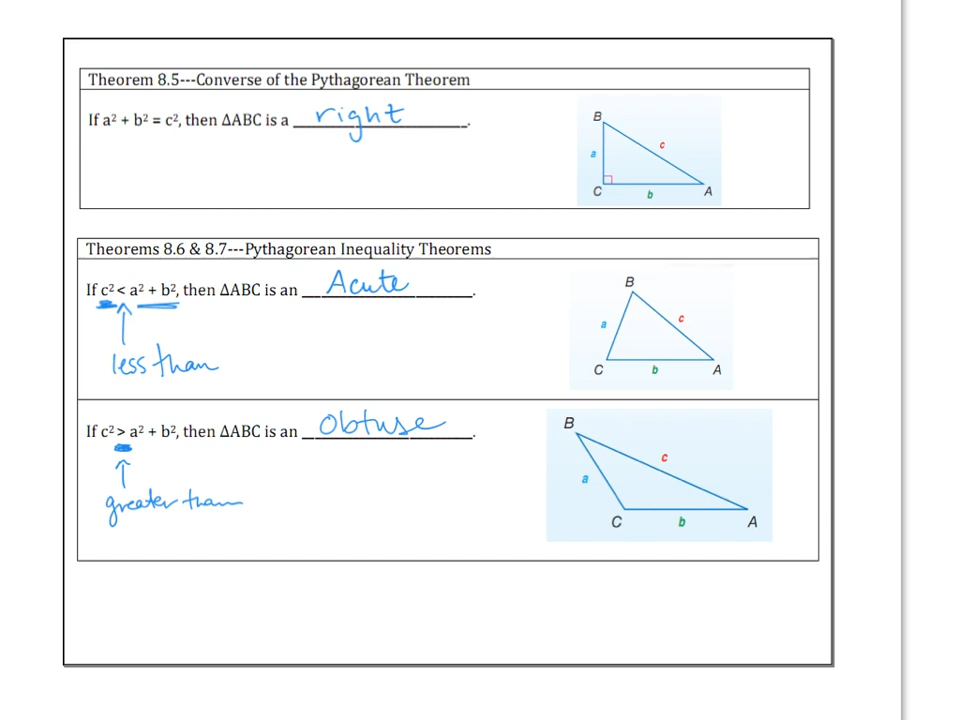 Theorem 8.5---Converse of the Pythagorean Theorem
If a² + b² = c², then ΔABC is a right.
B
a
c
C
b
A
Theorems 8.6 & 8.7---Pythagorean Inequality Theorems
If c² < a² + b², then ΔABC is an Acute.
less than
B
a
c
C
b
A
If c² > a² + b², then ΔABC is an Obtuse.
greater than
B
c
a
C
b
A